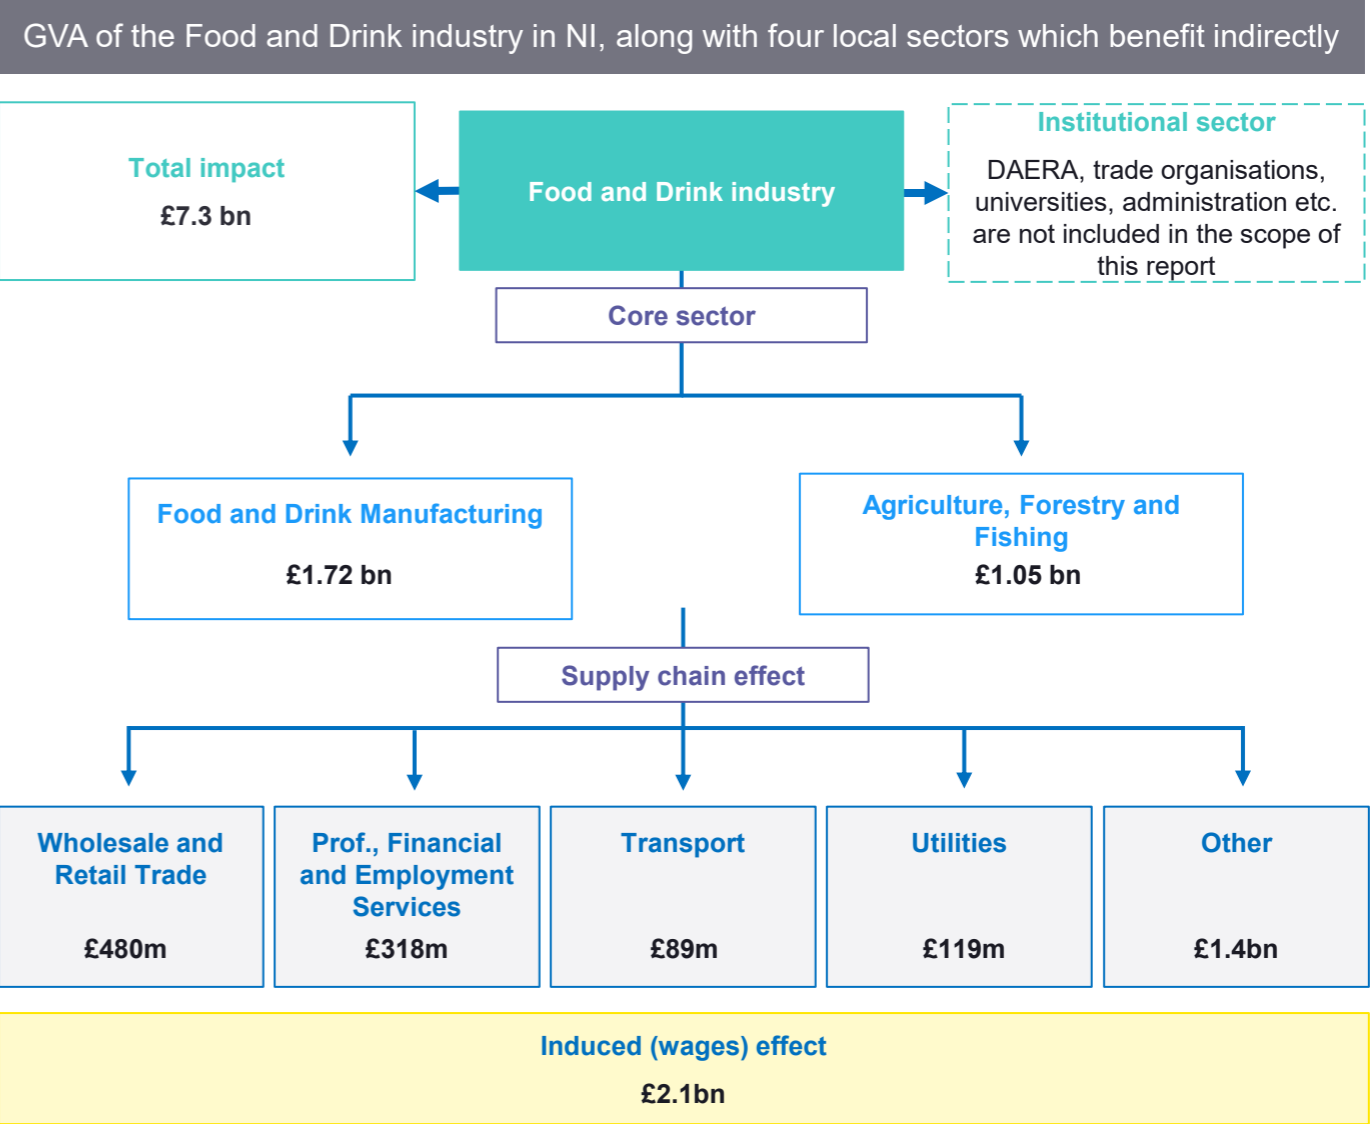 GVA of the Food and Drink industry in NI, along with four local sectors which benefit indirectly
Total impact
£7.3 bn
Food and Drink industry
Institutional sector
DAERA, trade organisations,
universities, administration etc.
are not included in the scope of
this report
Core sector
Food and Drink Manufacturing
£1.72 bn
Agriculture, Forestry and
Fishing
£1.05 bn
Supply chain effect
Wholesale and
Retail Trade
£480m
Prof., Financial
and Employment
Services
£318m
Transport
£89m
Utilities
£119m
Other
£1.4bn
Induced (wages) effect
£2.1bn